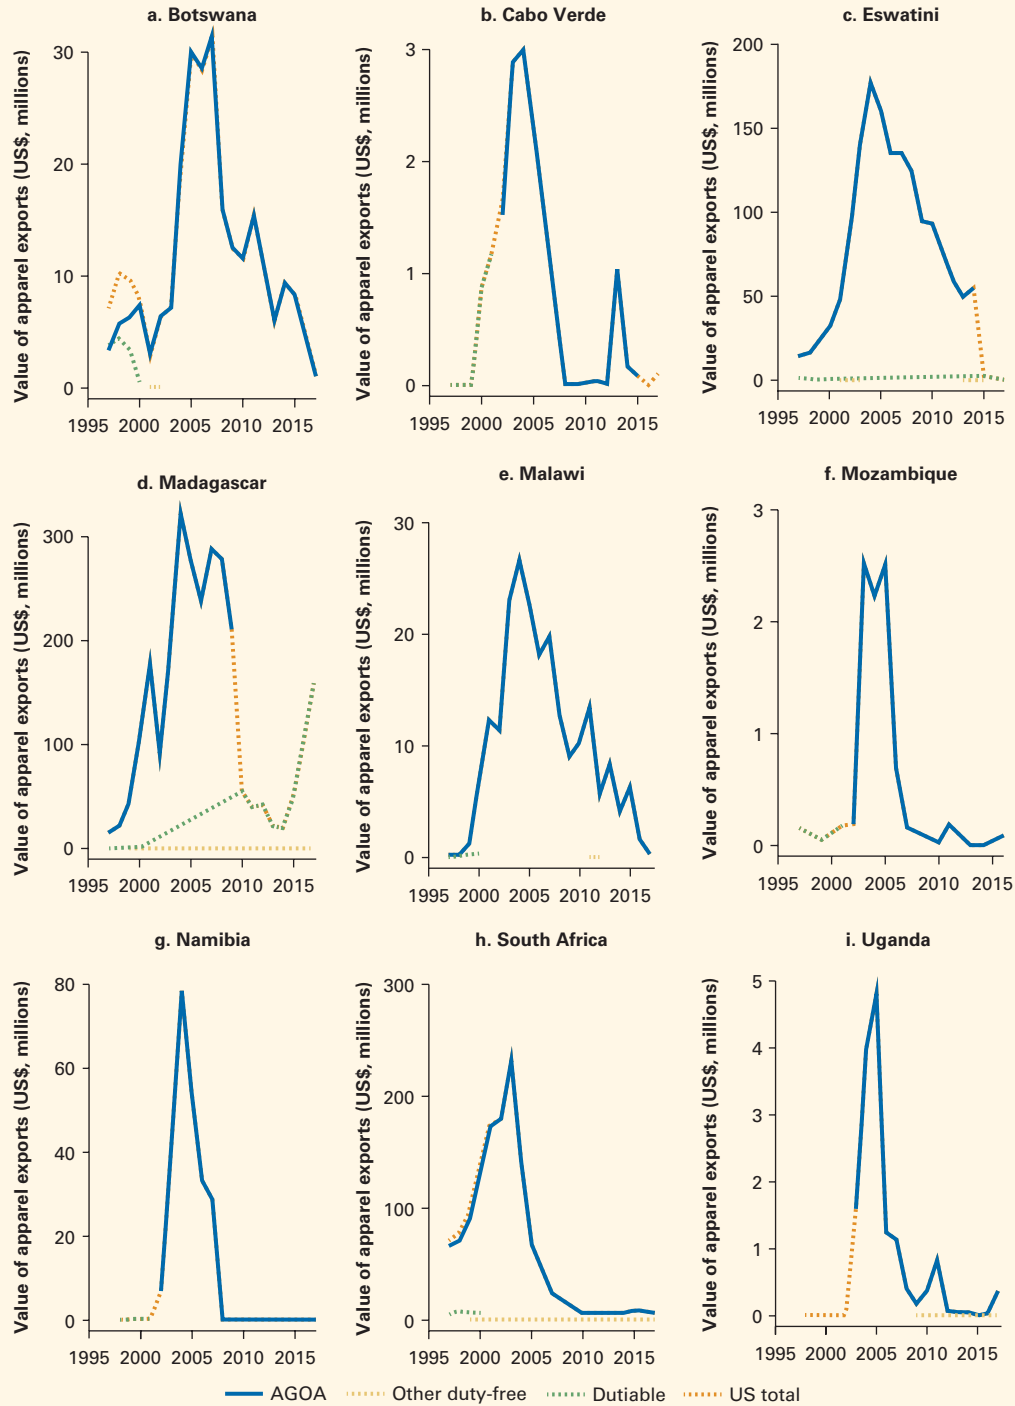 a. Botswana
Value of apparel exports (US$, millions)
30
20
10
0
1995 2000 2005 2010 2015
b. Cabo Verde
Value of apparel exports (US$, millions)
3
2
1
0
1995 2000 2005 2010 2015
c. Eswatini
Value of apparel exports (US$, millions)
200
150
100
50
0
1995 2000 2005 2010 2015
d. Madagascar
Value of apparel exports (US$, millions)
300
200
100
0
1995 2000 2005 2010 2015
e. Malawi
Value of apparel exports (US$, millions)
30
20
10
0
1995 2000 2005 2010 2015
f. Mozambique
Value of apparel exports (US$, millions)
3
2
1
0
1995 2000 2005 2010 2015
g. Namibia
Value of apparel exports (US$, millions)
80
60
40
20
0
1995 2000 2005 2010 2015
h. South Africa
Value of apparel exports (US$, millions)
300
200
100
0
1995 2000 2005 2010 2015
i. Uganda
Value of apparel exports (US$, millions)
5
4
3
2
1
0
1995 2000 2005 2010 2015
AGOA Other duty-free Dutiable US total